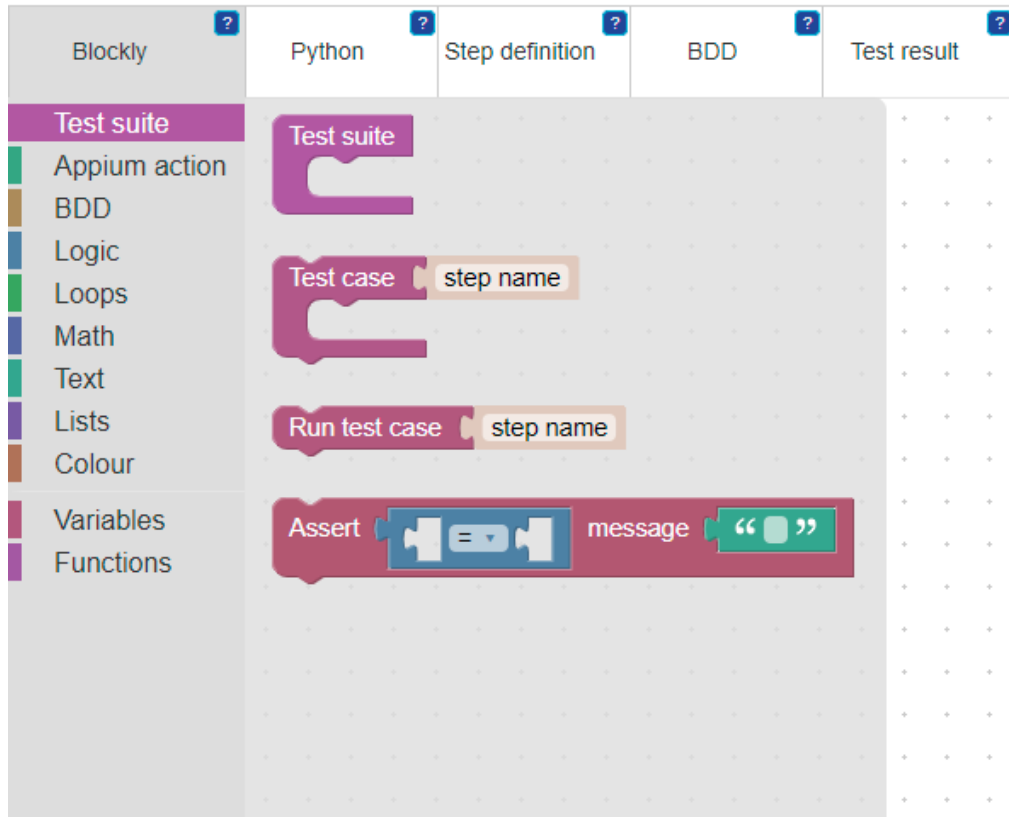 Blockly ?
Python ?
Step definition ?
BDD ?
Test result ?
Test suite
Appium action
BDD
Logic
Loops
Math
Text
Lists
Colour
Variables
Functions
Test suite
Test case step name
Run test case step name
Assert = ▾ message “ ”